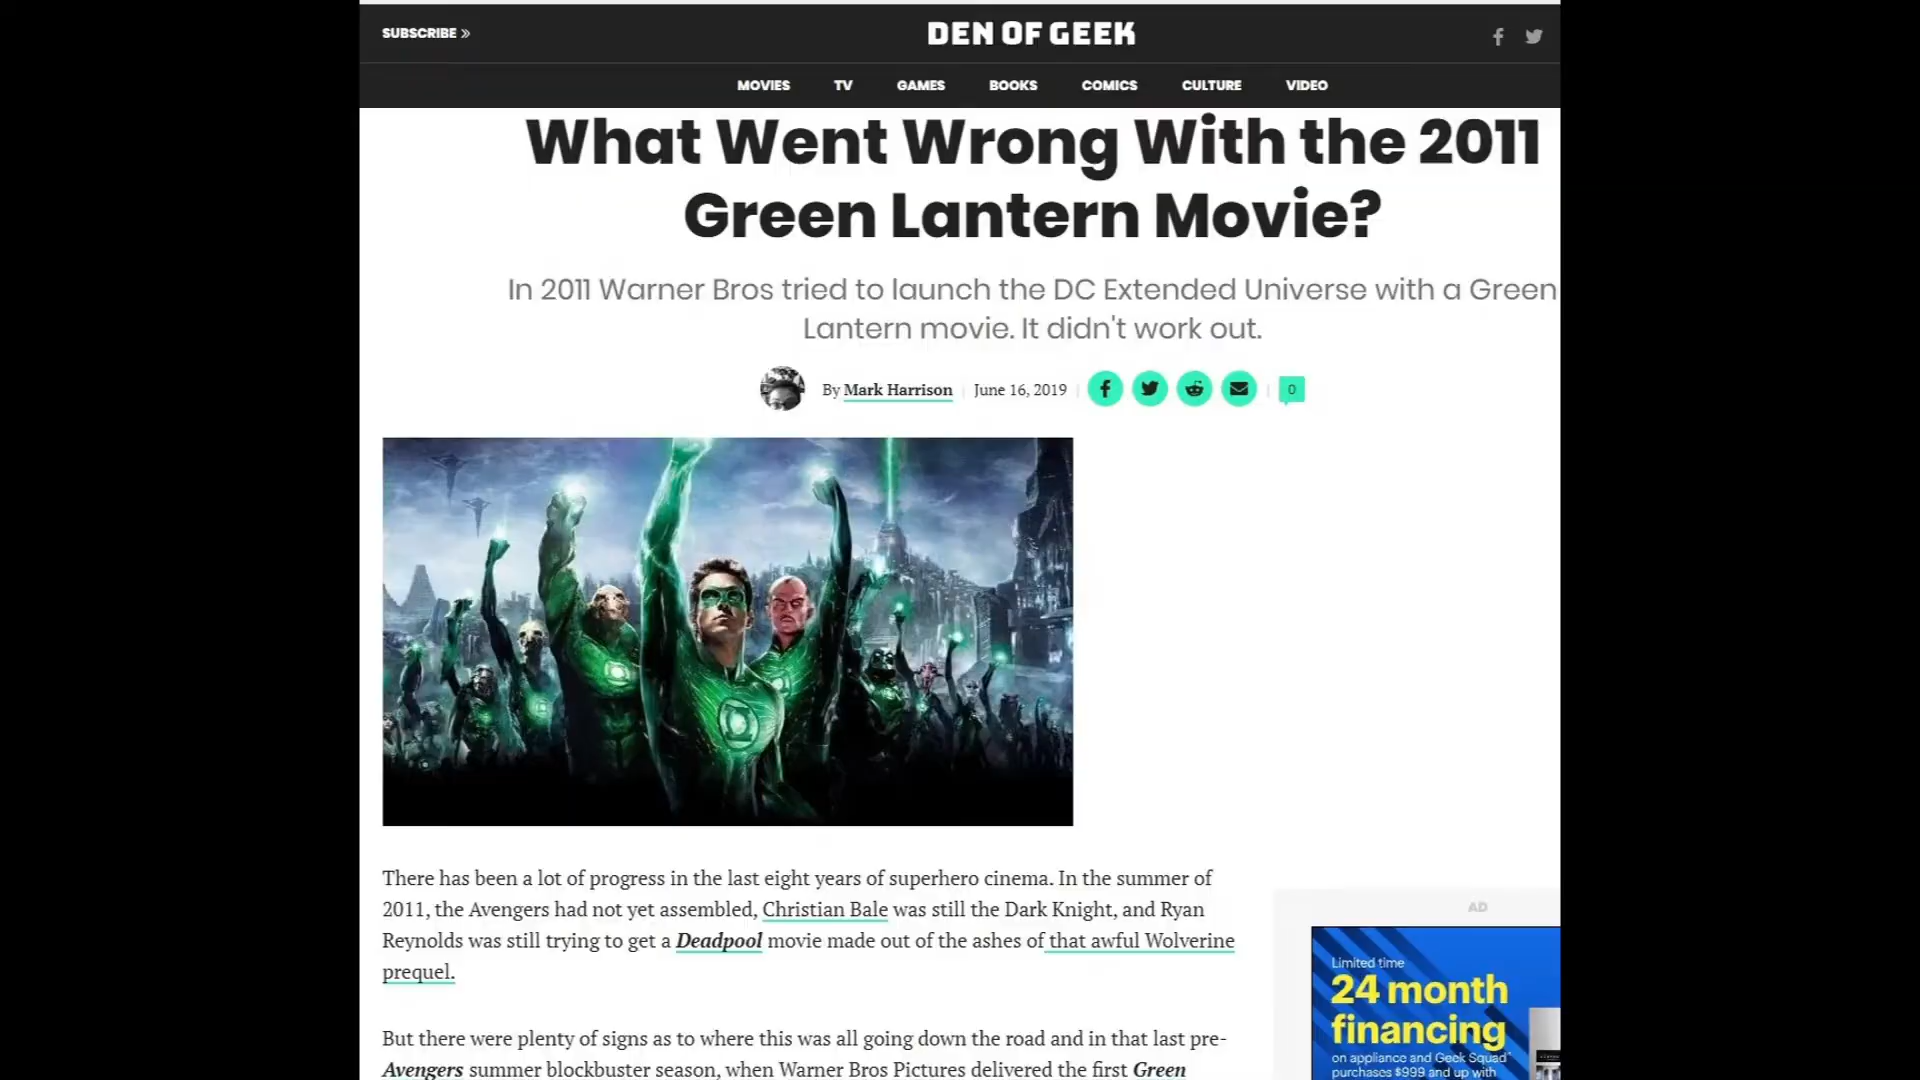 SUBSCRIBE »
DEN OF GEEK
MOVIES TV GAMES BOOKS COMICS CULTURE VIDEO
What Went Wrong With the 2011
Green Lantern Movie?
In 2011 Warner Bros tried to launch the DC Extended Universe with a Green
Lantern movie. It didn't work out.
By Mark Harrison | June 16, 2019 | 0
There has been a lot of progress in the last eight years of superhero cinema. In the summer of
2011, the Avengers had not yet assembled, Christian Bale was still the Dark Knight, and Ryan
Reynolds was still trying to get a Deadpool movie made out of the ashes of that awful Wolverine
prequel.
But there were plenty of signs as to where this was all going down the road and in that last pre-
Avengers summer blockbuster season, when Warner Bros Pictures delivered the first Green
AD
Limited time
24 month
financing
on appliance and Geek Squad®
purchases $999 and up with